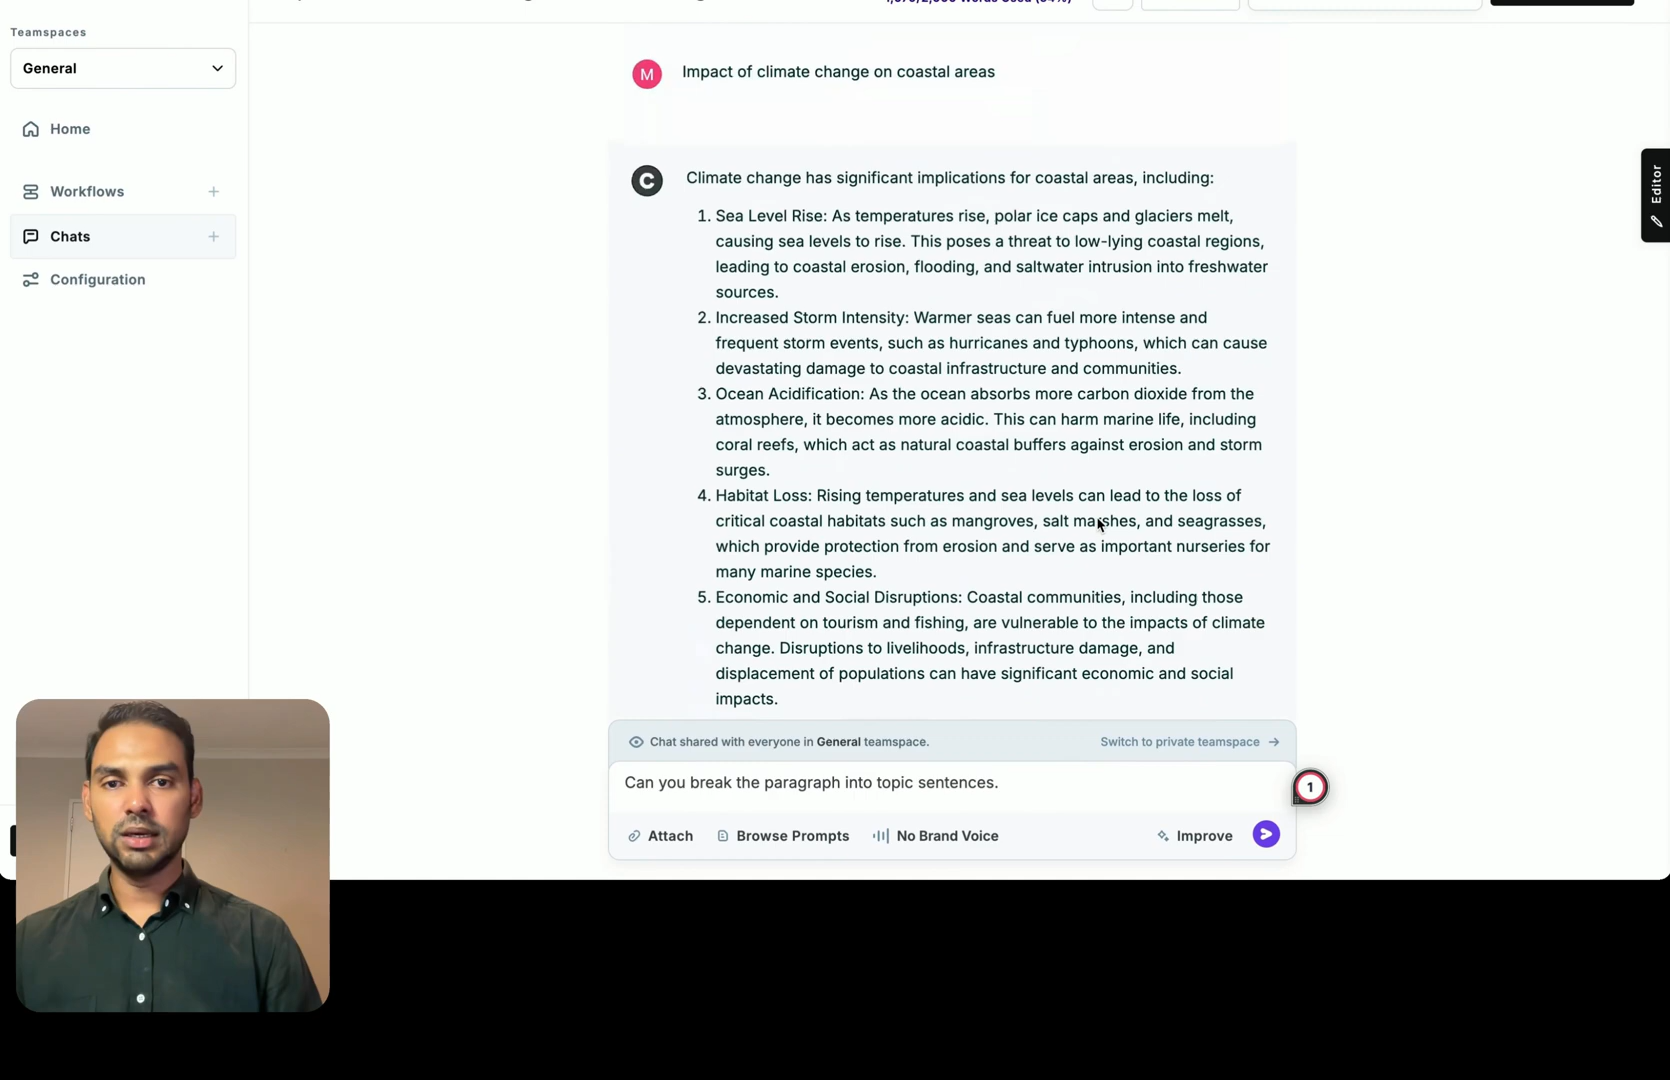 1,870/2,000 Words Used (94%)
Teamspaces
General
Home
Workflows
Chats
Configuration
Editor
M
Impact of climate change on coastal areas
C
Climate change has significant implications for coastal areas, including:
1. Sea Level Rise: As temperatures rise, polar ice caps and glaciers melt,
causing sea levels to rise. This poses a threat to low-lying coastal regions,
leading to coastal erosion, flooding, and saltwater intrusion into freshwater
sources.
2. Increased Storm Intensity: Warmer seas can fuel more intense and
frequent storm events, such as hurricanes and typhoons, which can cause
devastating damage to coastal infrastructure and communities.
3. Ocean Acidification: As the ocean absorbs more carbon dioxide from the
atmosphere, it becomes more acidic. This can harm marine life, including
coral reefs, which act as natural coastal buffers against erosion and storm
surges.
4. Habitat Loss: Rising temperatures and sea levels can lead to the loss of
critical coastal habitats such as mangroves, salt marshes, and seagrasses,
which provide protection from erosion and serve as important nurseries for
many marine species.
5. Economic and Social Disruptions: Coastal communities, including those
dependent on tourism and fishing, are vulnerable to the impacts of climate
change. Disruptions to livelihoods, infrastructure damage, and
displacement of populations can have significant economic and social
impacts.
Chat shared with everyone in General teamspace.
Switch to private teamspace →
Can you break the paragraph into topic sentences.
1
Attach
Browse Prompts
No Brand Voice
Improve